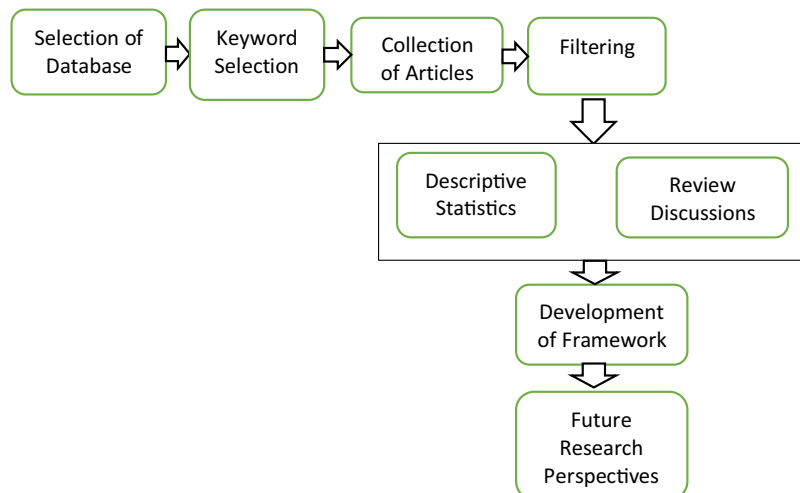 Selection of
Database
Keyword
Selection
Collection
of Articles
Filtering
Descriptive
Statistics
Review
Discussions
Development
of Framework
Future
Research
Perspectives